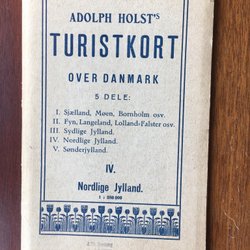 ADOLPH HOLST'S
TURISTKORT
OVER DANMARK
5 DELE:
I. Sjælland, Møen, Bornholm osv.
II. Fyn, Langeland, Lolland-Falster osv.
III. Sydlige Jylland.
IV. Nordlige Jylland.
V. Sønderjylland.
IV.
Nordlige Jylland.